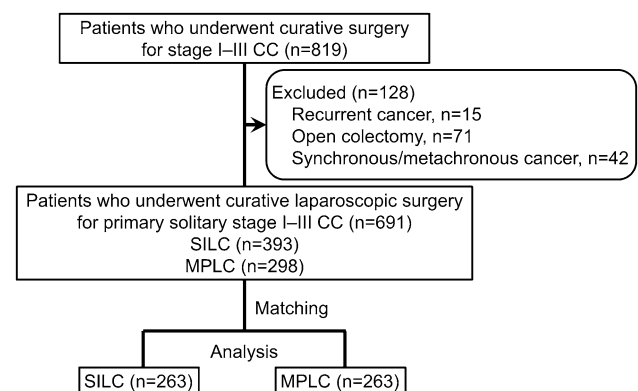 Patients who underwent curative surgery
for stage I–III CC (n=819)
Excluded (n=128)
Recurrent cancer, n=15
Open colectomy, n=71
Synchronous/metachronous cancer, n=42
Patients who underwent curative laparoscopic surgery
for primary solitary stage I–III CC (n=691)
SILC (n=393)
MPLC (n=298)
Matching
Analysis
SILC (n=263)
MPLC (n=263)